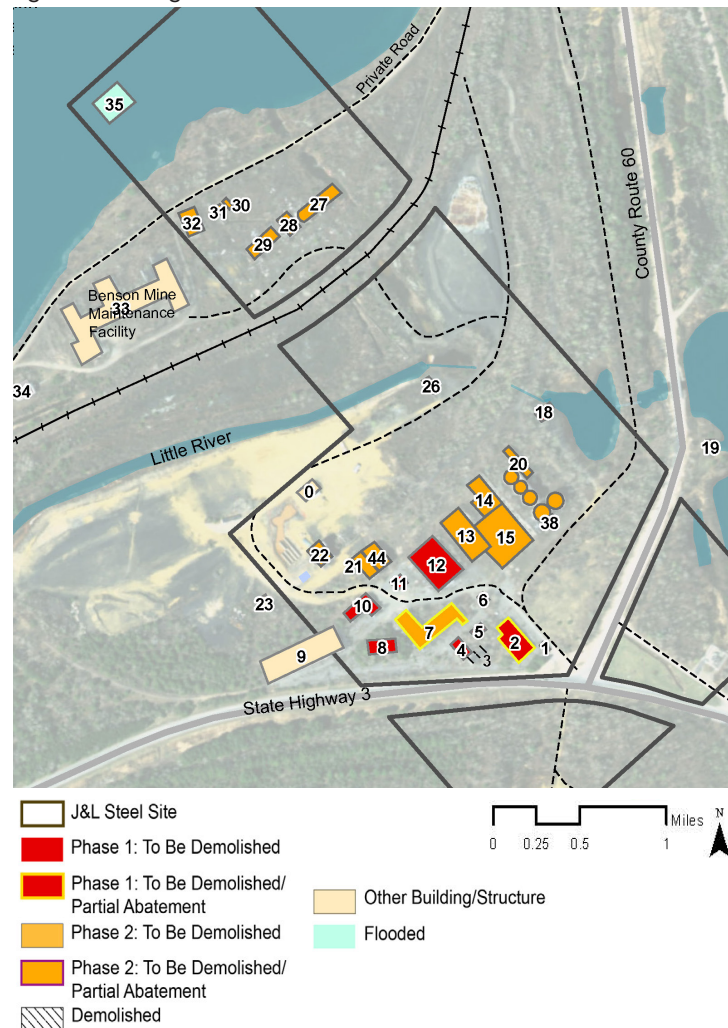 Private Road
35
County Route 60
30
31
32
27
28
29
Benson Mine
33
Maintenance
Facility
34
26
18
Little River
19
20
0
14
38
13
15
22
44
21
12
11
23
10
6
7
5
2
8
4
3
1
9
State Highway 3
J&L Steel Site
Phase 1: To Be Demolished
Phase 1: To Be Demolished/
Partial Abatement
Phase 2: To Be Demolished
Phase 2: To Be Demolished/
Partial Abatement
Demolished
Other Building/Structure
Flooded
Miles
0 0.25 0.5 1
N